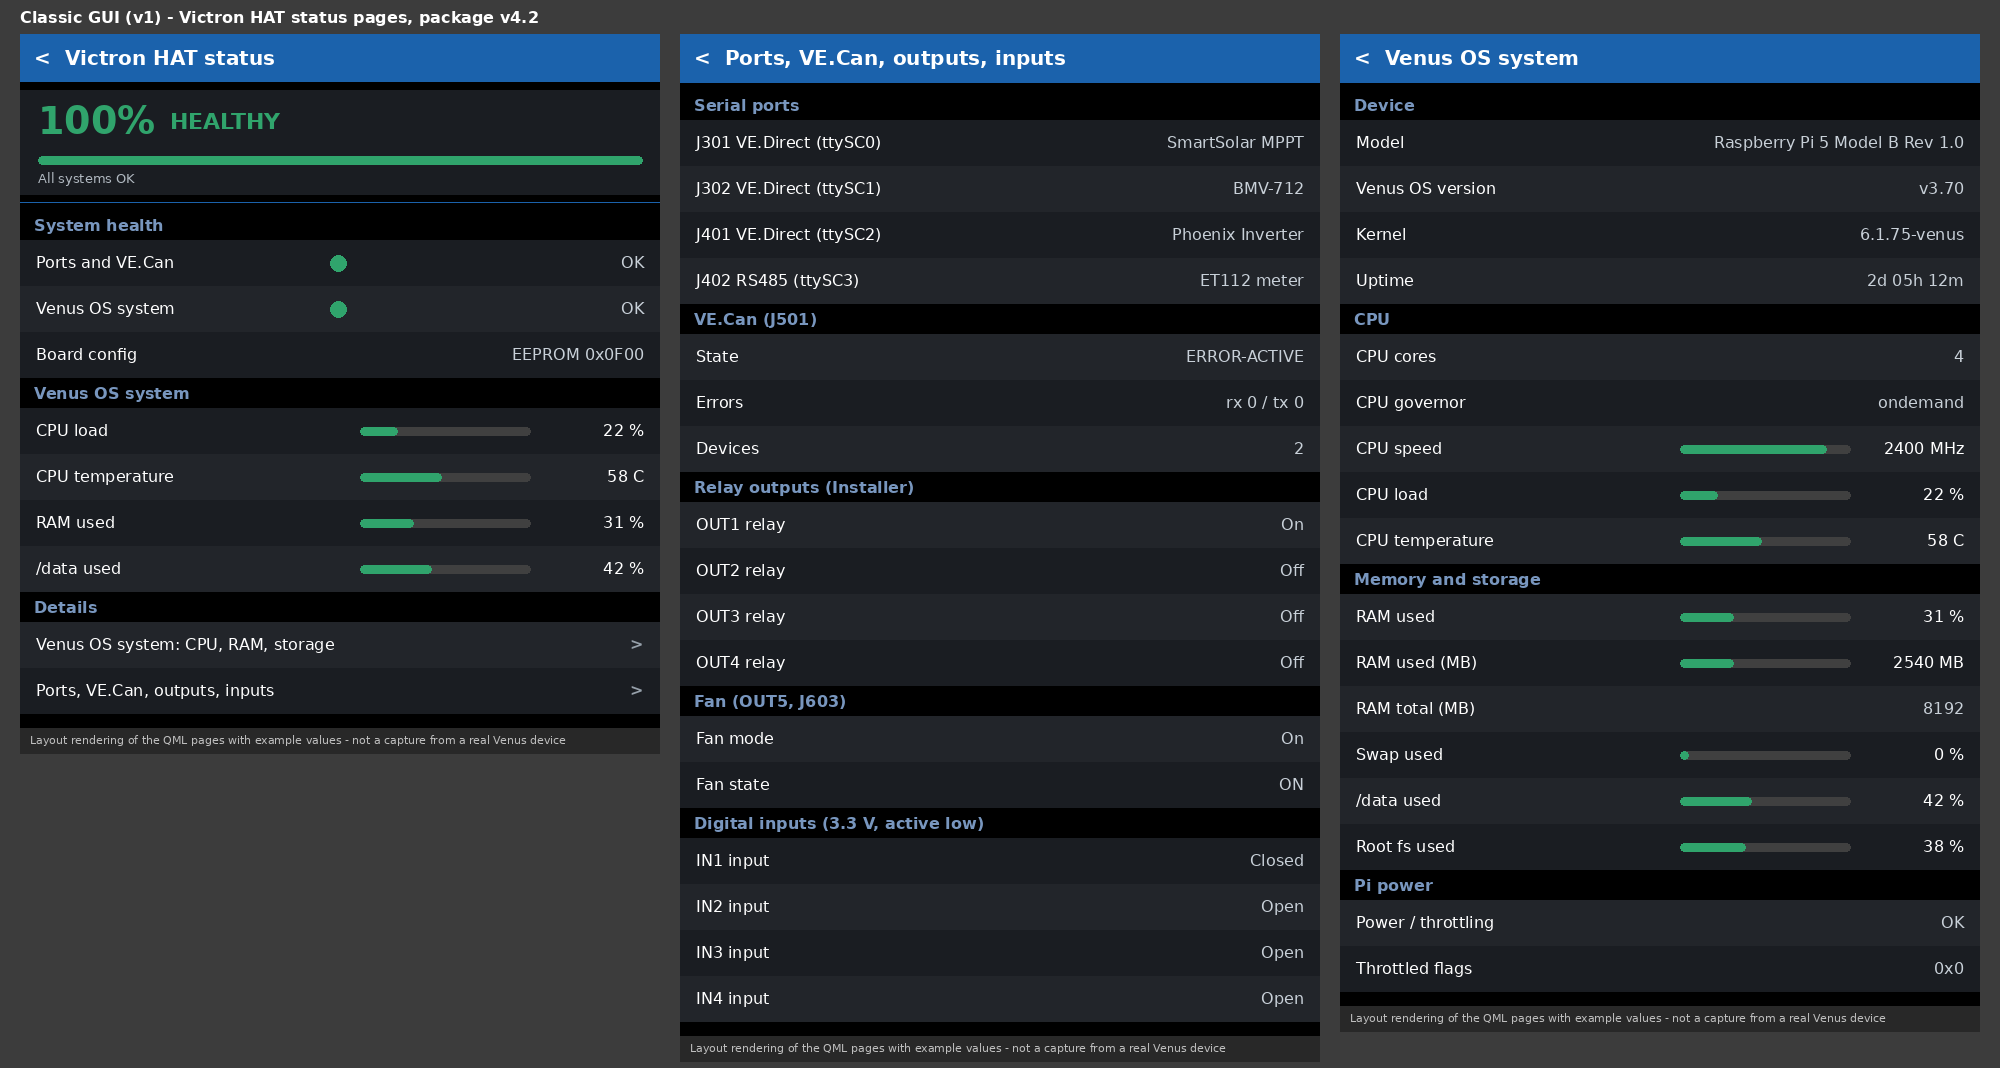 Classic GUI (v1) - Victron HAT status pages, package v4.2
< Victron HAT status
100% HEALTHY
All systems OK
System health
Ports and VE.Can OK
Venus OS system OK
Board config EEPROM 0x0F00
Venus OS system
CPU load 22 %
CPU temperature 58 C
RAM used 31 %
/data used 42 %
Details
Venus OS system: CPU, RAM, storage >
Ports, VE.Can, outputs, inputs >
Layout rendering of the QML pages with example values - not a capture from a real Venus device
< Ports, VE.Can, outputs, inputs
Serial ports
J301 VE.Direct (ttySC0) SmartSolar MPPT
J302 VE.Direct (ttySC1) BMV-712
J401 VE.Direct (ttySC2) Phoenix Inverter
J402 RS485 (ttySC3) ET112 meter
VE.Can (J501)
State ERROR-ACTIVE
Errors rx 0 / tx 0
Devices 2
Relay outputs (Installer)
OUT1 relay On
OUT2 relay Off
OUT3 relay Off
OUT4 relay Off
Fan (OUT5, J603)
Fan mode On
Fan state ON
Digital inputs (3.3 V, active low)
IN1 input Closed
IN2 input Open
IN3 input Open
IN4 input Open
Layout rendering of the QML pages with example values - not a capture from a real Venus device
< Venus OS system
Device
Model Raspberry Pi 5 Model B Rev 1.0
Venus OS version v3.70
Kernel 6.1.75-venus
Uptime 2d 05h 12m
CPU
CPU cores 4
CPU governor ondemand
CPU speed 2400 MHz
CPU load 22 %
CPU temperature 58 C
Memory and storage
RAM used 31 %
RAM used (MB) 2540 MB
RAM total (MB) 8192
Swap used 0 %
/data used 42 %
Root fs used 38 %
Pi power
Power / throttling OK
Throttled flags 0x0
Layout rendering of the QML pages with example values - not a capture from a real Venus device